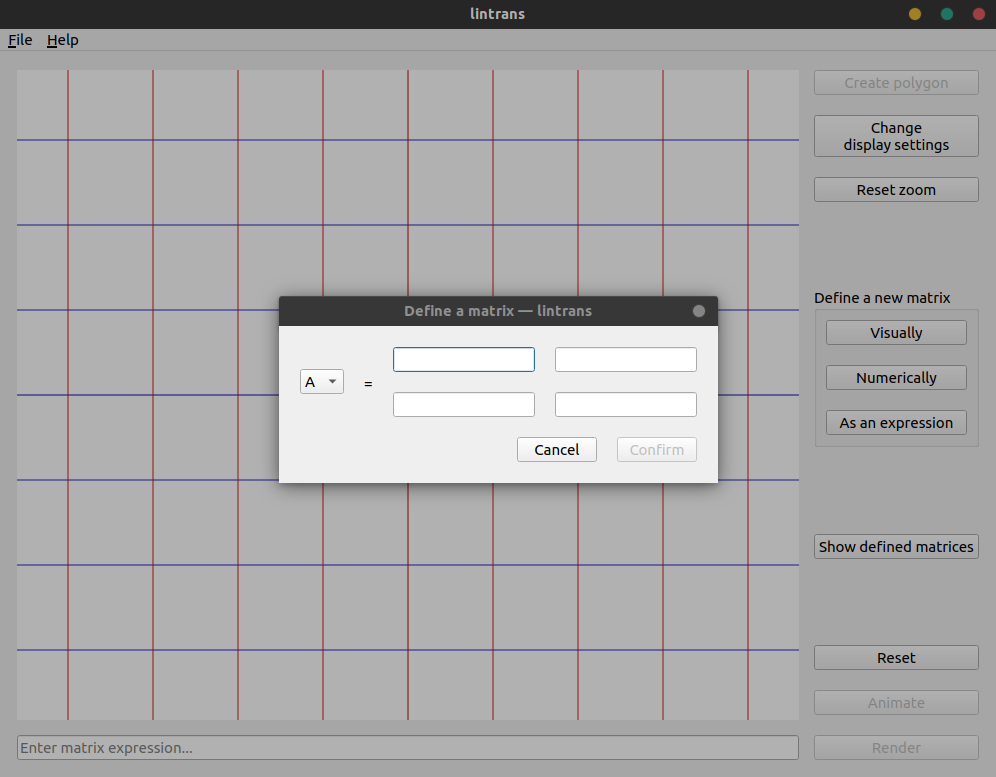 lintrans
File Help
Create polygon
Change
display settings
Reset zoom
Define a new matrix
Visually
Numerically
As an expression
Define a matrix — lintrans
A =
Cancel Confirm
Show defined matrices
Reset
Animate
Enter matrix expression...
Render